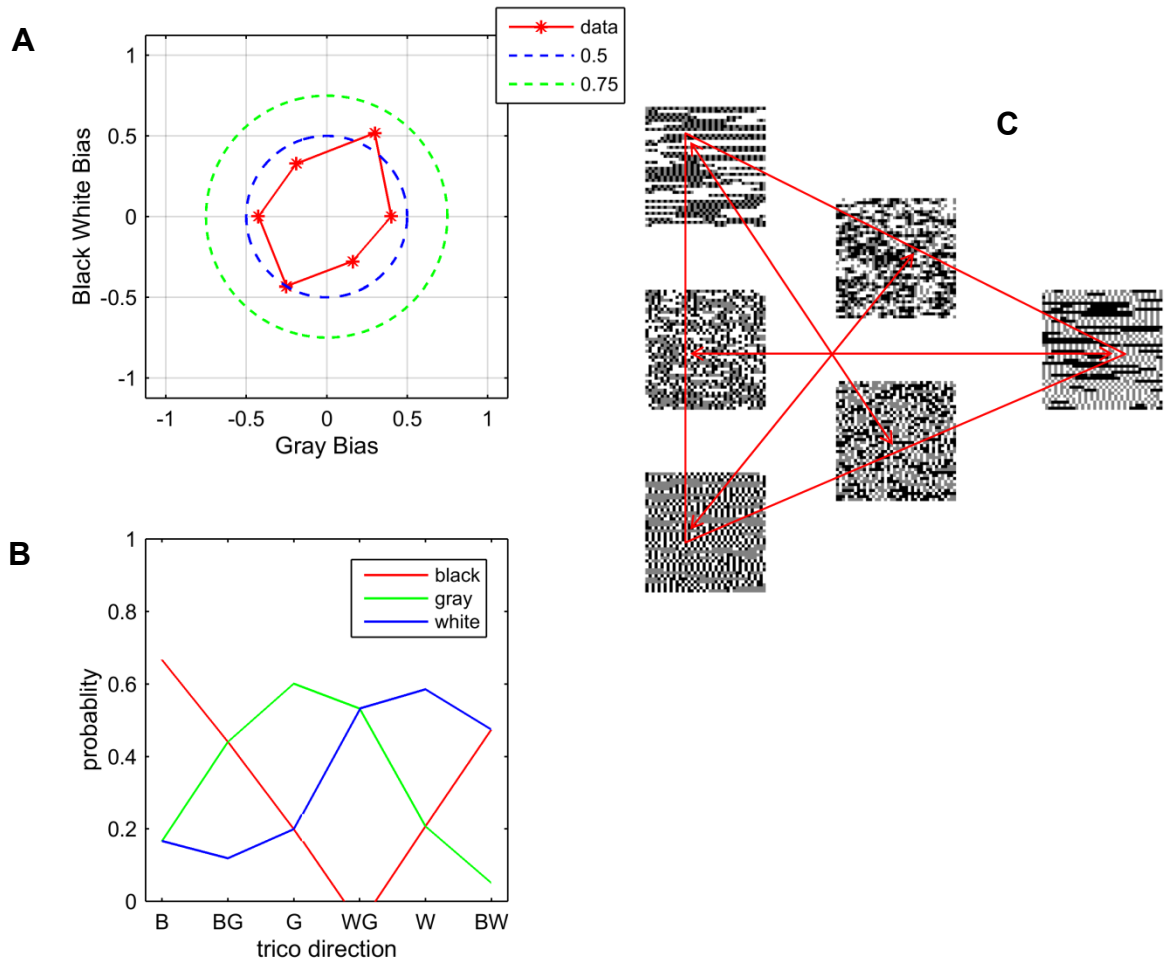 A
data
0.5
0.75
1
0.5
0
-0.5
-1
Black White Bias
-1
-0.5
0
0.5
1
Gray Bias
C
B
black
gray
white
1
0.8
0.6
0.4
0.2
0
probablity
B BG G WG W BW
trico direction